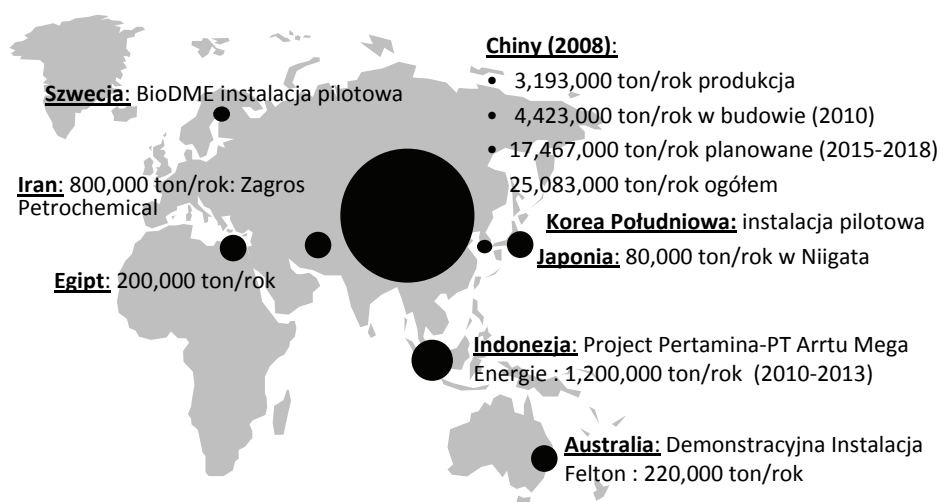 Chiny (2008):
• 3,193,000 ton/rok produkcja
• 4,423,000 ton/rok w budowie (2010)
• 17,467,000 ton/rok planowane (2015-2018)
25,083,000 ton/rok ogółem
Szwecja: BioDME instalacja pilotowa
Iran: 800,000 ton/rok: Zagros
Petrochemical
Egipt: 200,000 ton/rok
Korea Południowa: instalacja pilotowa
Japonia: 80,000 ton/rok w Niigata
Indonezja: Project Pertamina-PT Arrtu Mega
Energie : 1,200,000 ton/rok (2010-2013)
Australia: Demonstracyjna Instalacja
Felton : 220,000 ton/rok